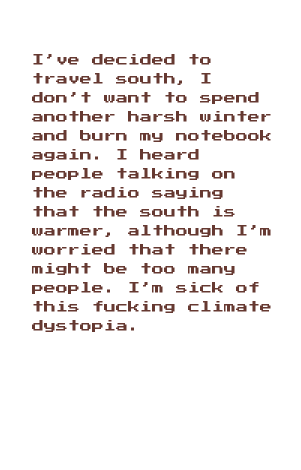 I've decided to
travel south, I
don't want to spend
another harsh winter
and burn my notebook
again. I heard
people talking on
the radio saying
that the south is
warmer, although I'm
worried that there
might be too many
people. I'm sick of
this fucking climate
dystopia.